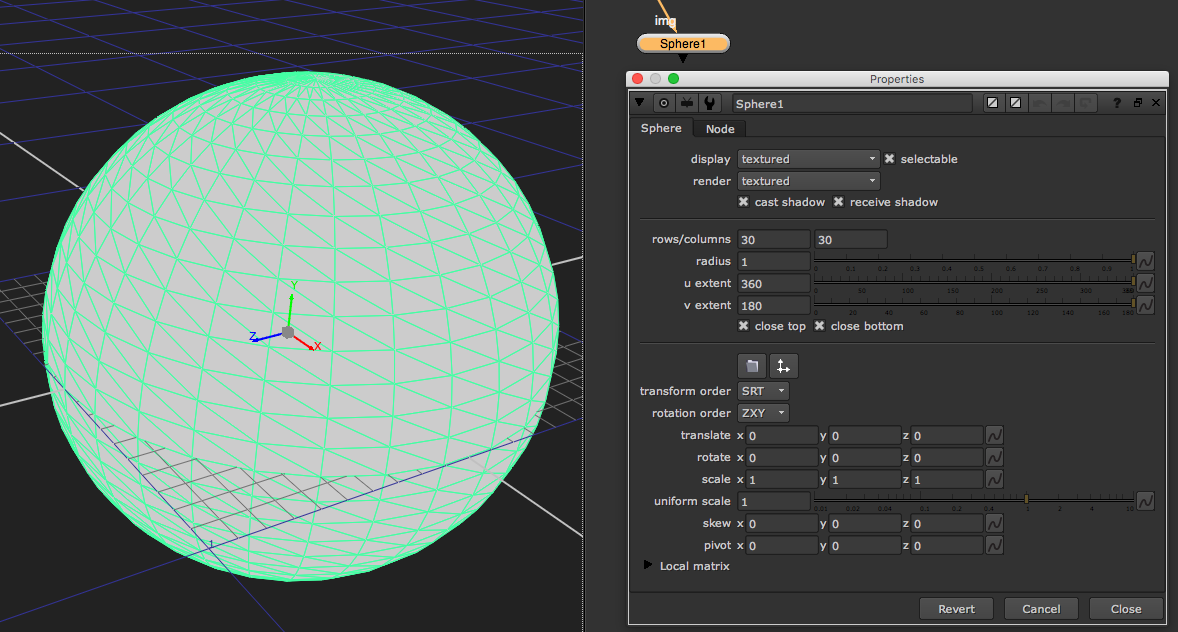 img
Sphere1
Properties
Sphere1
?
Sphere Node
display textured selectable
render textured
cast shadow receive shadow
rows/columns 30 30
radius 1
0 0.1 0.2 0.3 0.4 0.5 0.6 0.7 0.8 0.9 1
u extent 360
0 50 100 150 200 250 300
v extent 180
0 20 40 60 80 100 120 140 160 180
close top close bottom
transform order SRT
rotation order ZXY
translate x 0 y 0 z 0
rotate x 0 y 0 z 0
scale x 1 y 1 z 1
uniform scale 1
0.01 0.02 0.04 0.1 0.2 0.4 1 2 4 10
skew x 0 y 0 z 0
pivot x 0 y 0 z 0
Local matrix
Revert Cancel Close
Y
Z
X
1